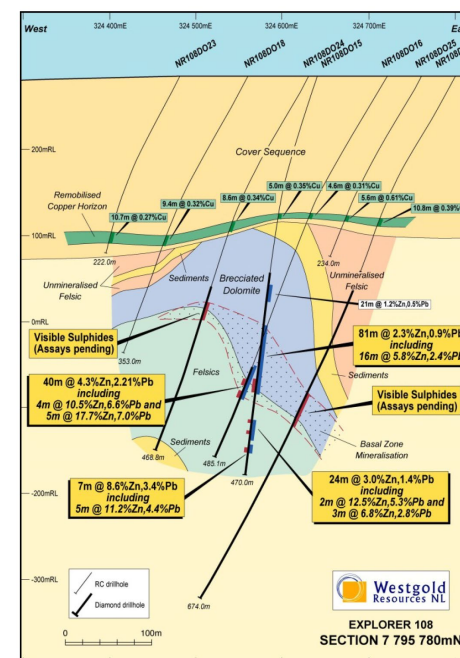 West
324 400mE
324 500mE
324 600mE
324 700mE
NR108DO23
NR108DO18
NR108DO24
NR108DO15
NR108DO16
NR108DO25
200mRL
Cover Sequence
Remobilised
Copper Horizon
10.7m @ 0.27%Cu
9.4m @ 0.32%Cu
8.6m @ 0.34%Cu
5.0m @ 0.35%Cu
4.6m @ 0.31%Cu
5.6m @ 0.61%Cu
10.8m @ 0.39%
100mRL
222.0m
234.0m
Unmineralised
Felsic
Sediments
Brecciated
Dolomite
Unmineralised
Felsic
21m @ 1.2%Zn,0.5%Pb
0mRL
Visible Sulphides
(Assays pending)
353.0m
81m @ 2.3%Zn,0.9%Pb
including
16m @ 5.8%Zn,2.4%Pb
Felsics
Sediments
40m @ 4.3%Zn,2.21%Pb
including
4m @ 10.5%Zn,6.6%Pb and
5m @ 17.7%Zn,7.0%Pb
Visible Sulphides
(Assays pending)
Sediments
Basal Zone
Mineralisation
468.8m
485.1m
470.0m
-200mRL
7m @ 8.6%Zn,3.4%Pb
including
5m @ 11.2%Zn,4.4%Pb
24m @ 3.0%Zn,1.4%Pb
including
2m @ 12.5%Zn,5.3%Pb and
3m @ 6.8%Zn,2.8%Pb
-300mRL
674.0m
RC drillhole
Diamond drillhole
0
100m
Westgold
Resources NL
EXPLORER 108
SECTION 7 795 780mN